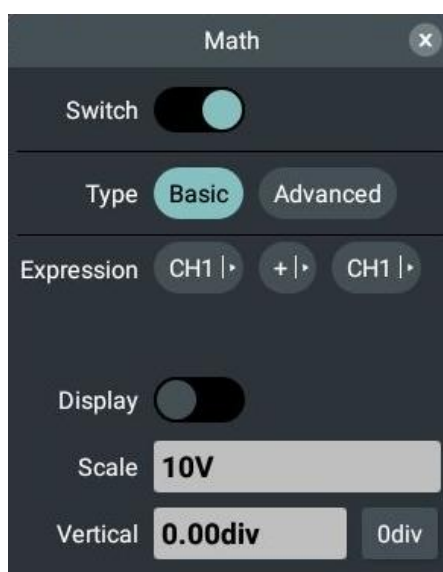 Math x
Switch
Type Basic Advanced
Expression CH1 + CH1
Display
Scale 10V
Vertical 0.00div 0div